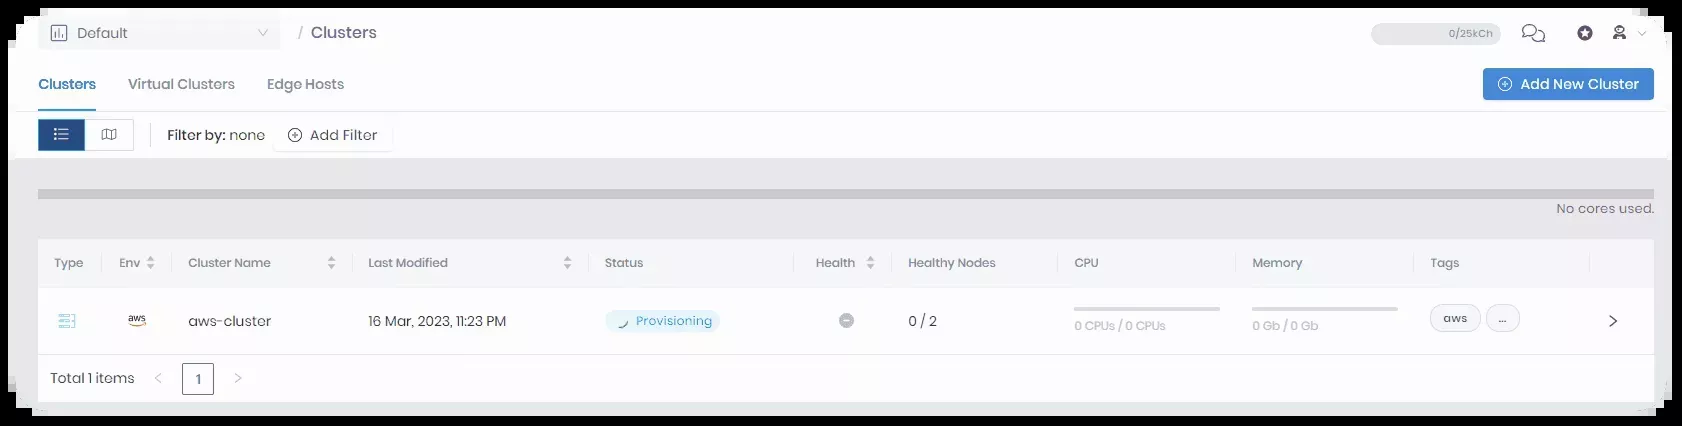 Default / Clusters 0/25kCh
Clusters Virtual Clusters Edge Hosts Add New Cluster
Filter by: none Add Filter
No cores used.
Type Env Cluster Name Last Modified Status Health Healthy Nodes CPU Memory Tags
aws aws-cluster 16 Mar, 2023, 11:23 PM Provisioning 0 / 2 0 CPUs / 0 CPUs 0 Gb / 0 Gb aws ...
Total 1 items 1